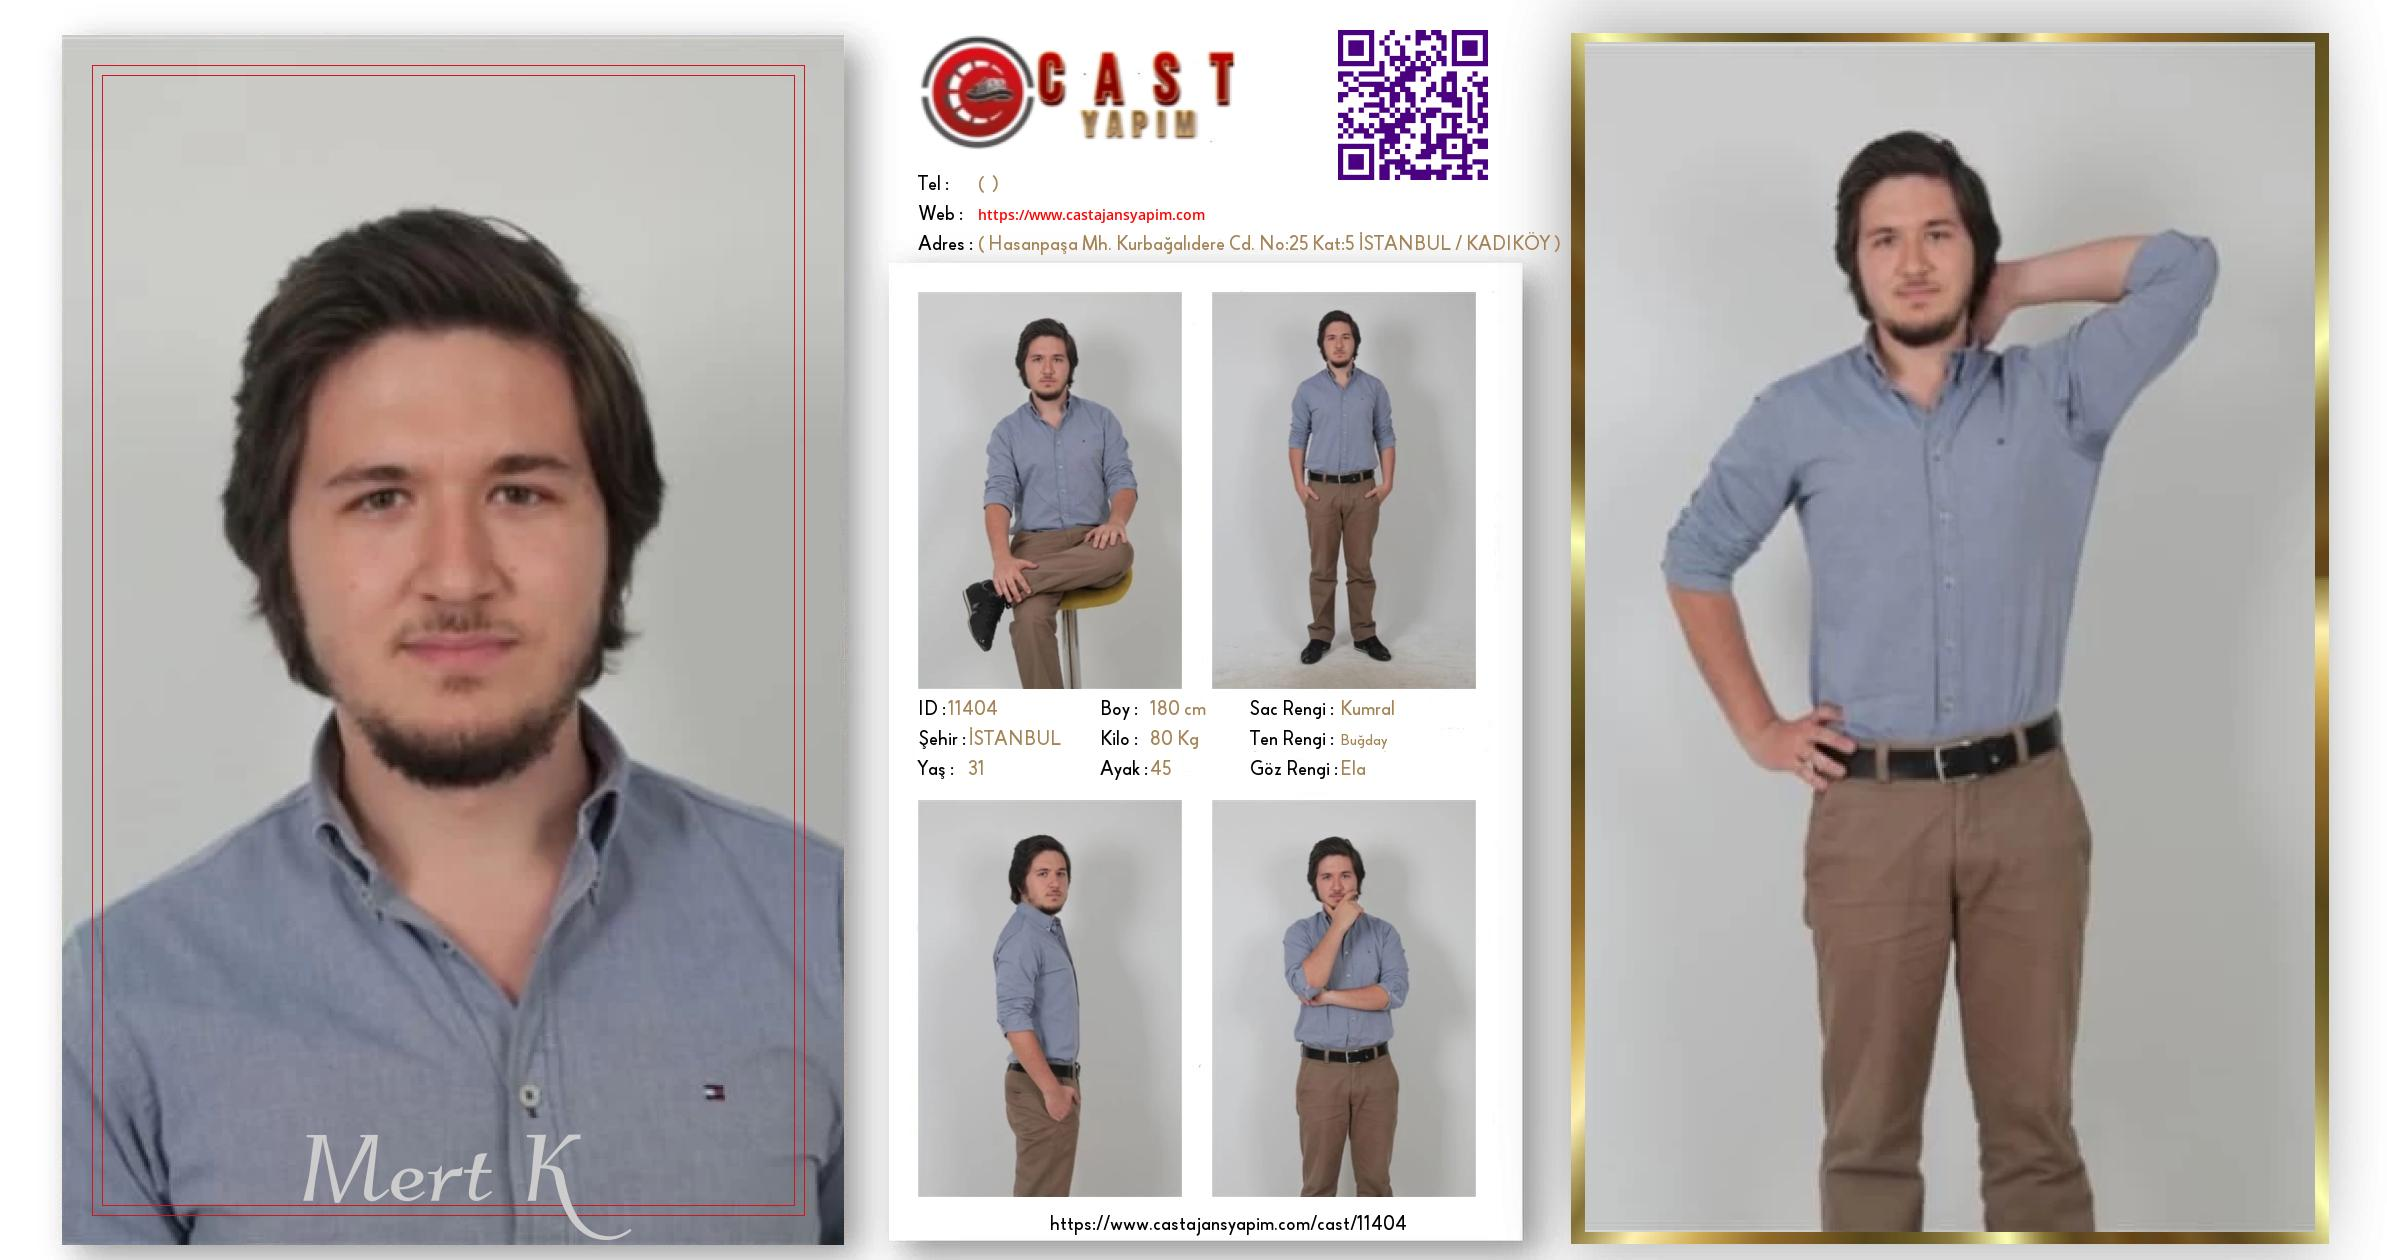 Mert K
CAST
YAPIM
Tel : ( )
Web : https://www.castajansyapim.com
Adres : ( Hasanpaşa Mh. Kurbağalıdere Cd. No:25 Kat:5 İSTANBUL / KADIKÖY )
ID : 11404 Boy : 180 cm Sac Rengi : Kumral
Şehir : İSTANBUL Kilo : 80 Kg Ten Rengi : Buğday
Yaş : 31 Ayak : 45 Göz Rengi : Ela
https://www.castajansyapim.com/cast/11404